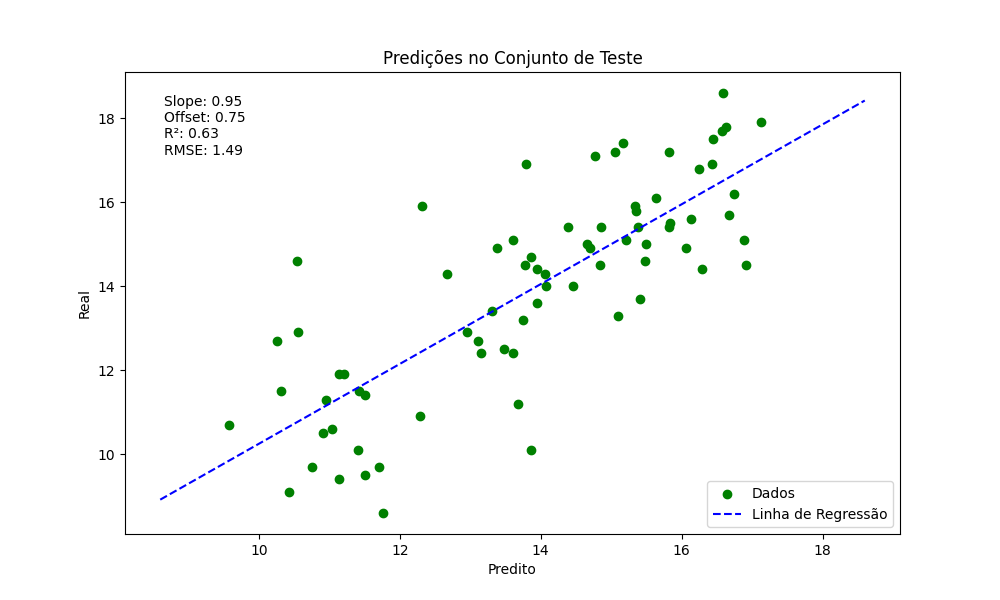 Predições no Conjunto de Teste
Slope: 0.95
Offset: 0.75
R²: 0.63
RMSE: 1.49
Real
18
16
14
12
10
10 12 14 16 18
Predito
Dados
Linha de Regressão